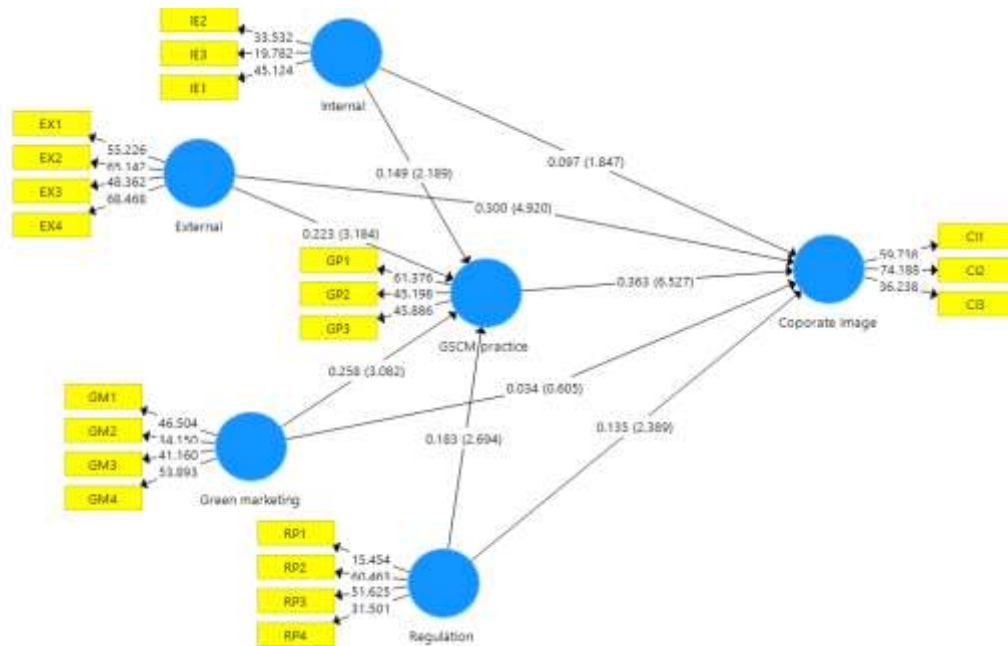 IE2
IE3
IE1
33.532
19.782
45.124
Internal
EX1
EX2
EX3
EX4
55.226
65.147
48.362
68.468
External
0.097 (1.847)
0.149 (2.189)
0.300 (4.920)
0.223 (3.184)
GP1
GP2
GP3
61.376
45.198
45.886
GSCM practice
0.363 (6.527)
CI1
CI2
CI3
59.738
74.188
36.238
Coporate Image
0.258 (3.082)
0.034 (0.605)
0.183 (2.694)
0.135 (2.389)
GM1
GM2
GM3
GM4
46.504
34.150
41.160
53.893
Green marketing
RP1
RP2
RP3
RP4
15.454
60.463
51.625
31.501
Regulation